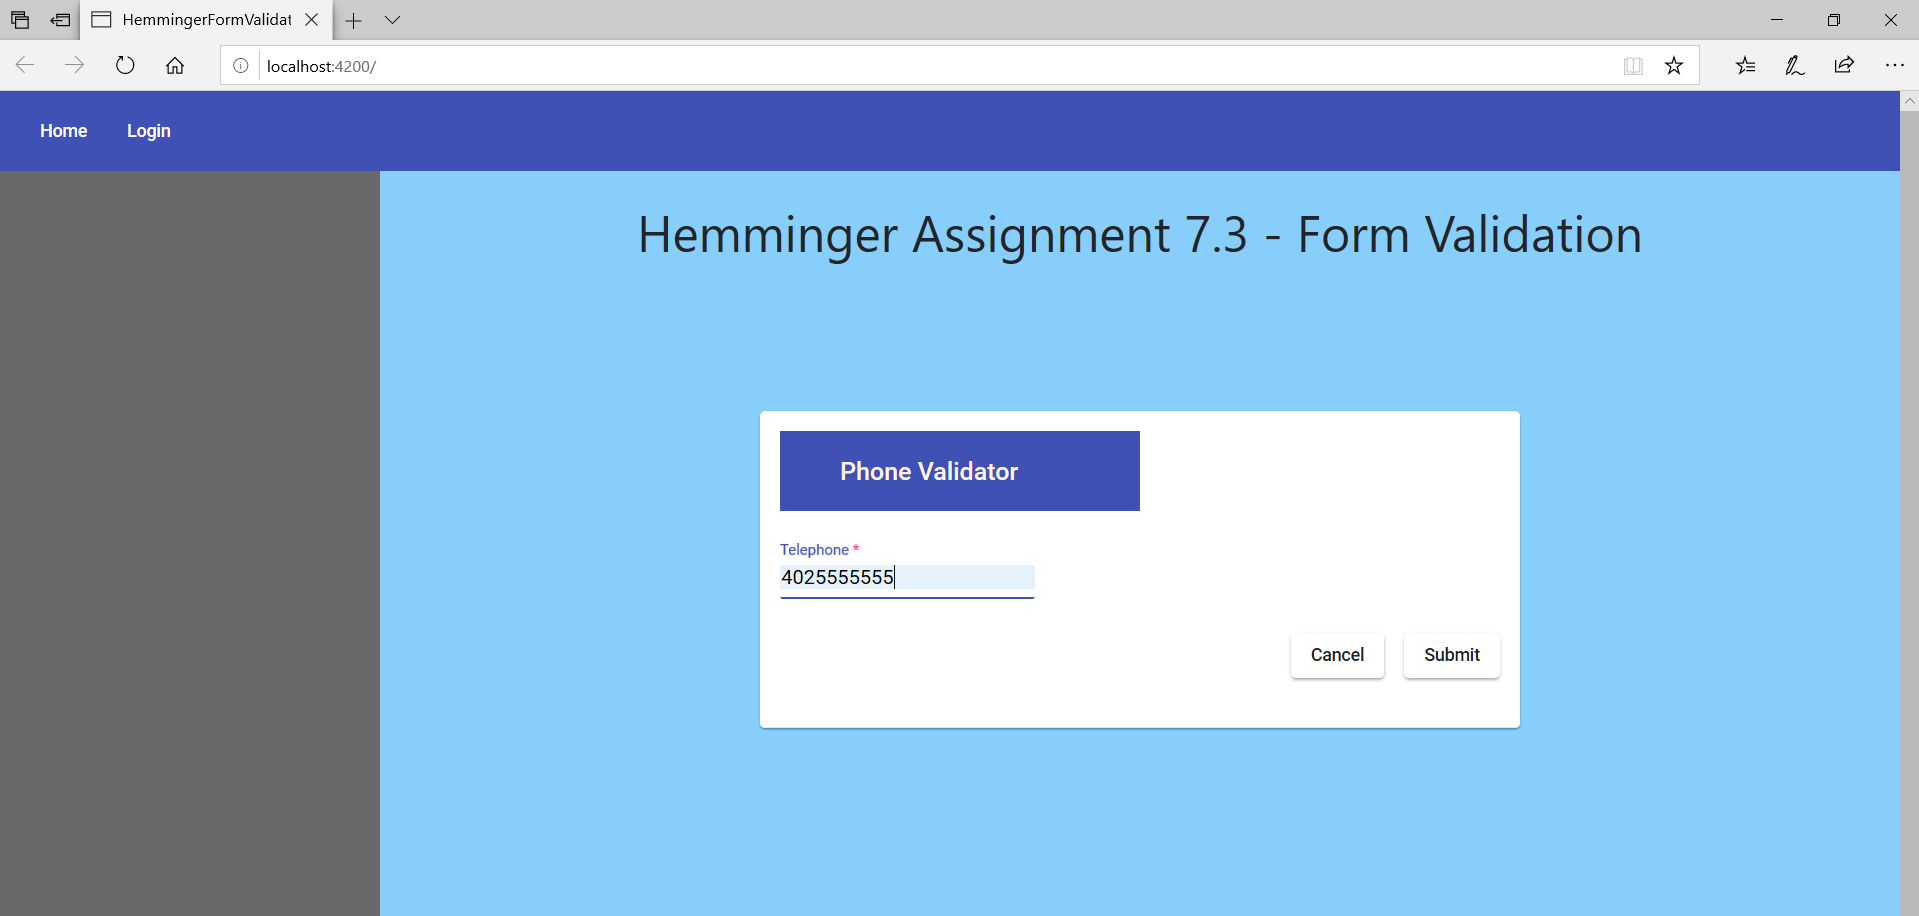 HemmingerFormValidat
localhost:4200/
Home Login
Hemminger Assignment 7.3 - Form Validation
Phone Validator
Telephone *
4025555555
Cancel Submit